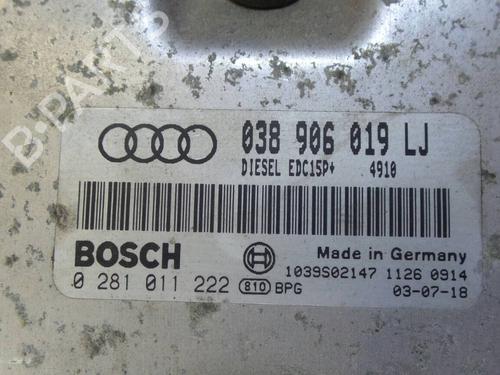 B-PARTS
038 906 019 LJ
DIESEL EDC15P+ 4910
BOSCH
Made in Germany
0 281 011 222 810 BPG
1039S02147 1126 0914
03-07-18